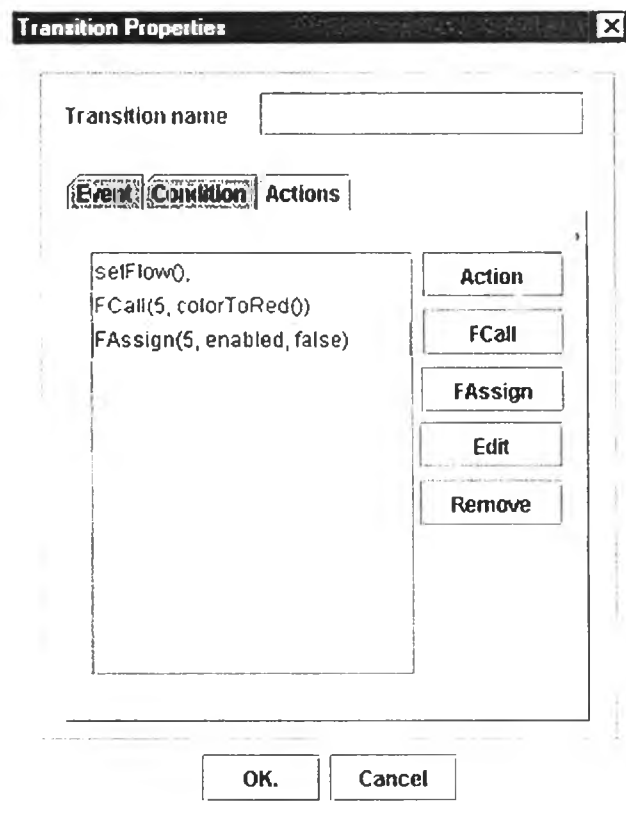 Transition Properties
Transition name
Event Condition Actions
setFlow(),
FCall(5, colorToRed())
FAssign(5, enabled, false)
Action
FCall
FAssign
Edit
Remove
OK. Cancel